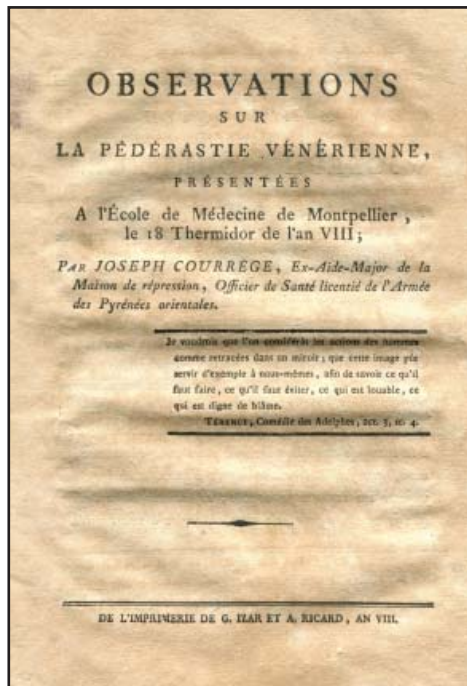 OBSERVATIONS
SUR
LA PÉDÉRASTIE VÉNÉRIENNE,
PRÉSENTÉES
A l'École de Médecine de Montpellier,
le 18 Thermidor de l'an VIII;
PAR JOSEPH COURRÈGE, Ex-Aide-Major de la
Maison de répression, Officier de Santé licentié de l'Armée
des Pyrénées orientales.
Je voudrais que l'on considérât les actions des hommes
comme retracées dans un miroir; que cette image pût
servir d'exemple à nous-mêmes, afin de savoir ce qu'il
faut faire, ce qu'il faut éviter, ce qui est louable, ce
qui est digne de blâme.
TÉRENCE, Comédie des Adelphes, act. 3, sc. 4.
DE L'IMPRIMERIE DE G. IZAR ET A. RICARD, AN VIII.